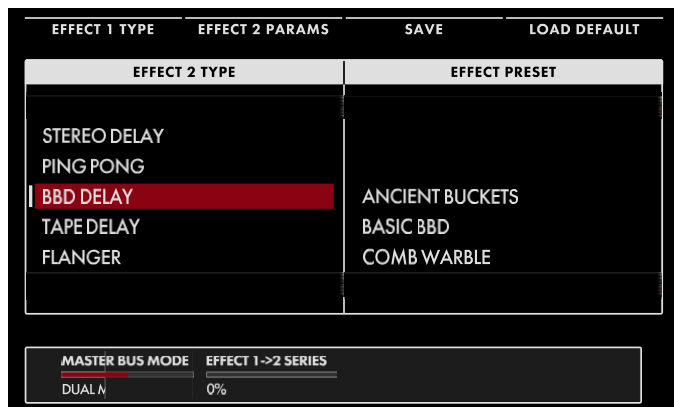 EFFECT 1 TYPE EFFECT 2 PARAMS SAVE LOAD DEFAULT
EFFECT 2 TYPE EFFECT PRESET
STEREO DELAY
PING PONG
BBD DELAY ANCIENT BUCKETS
TAPE DELAY BASIC BBD
FLANGER COMB WARBLE
MASTER BUS MODE EFFECT 1->2 SERIES
DUAL 0%